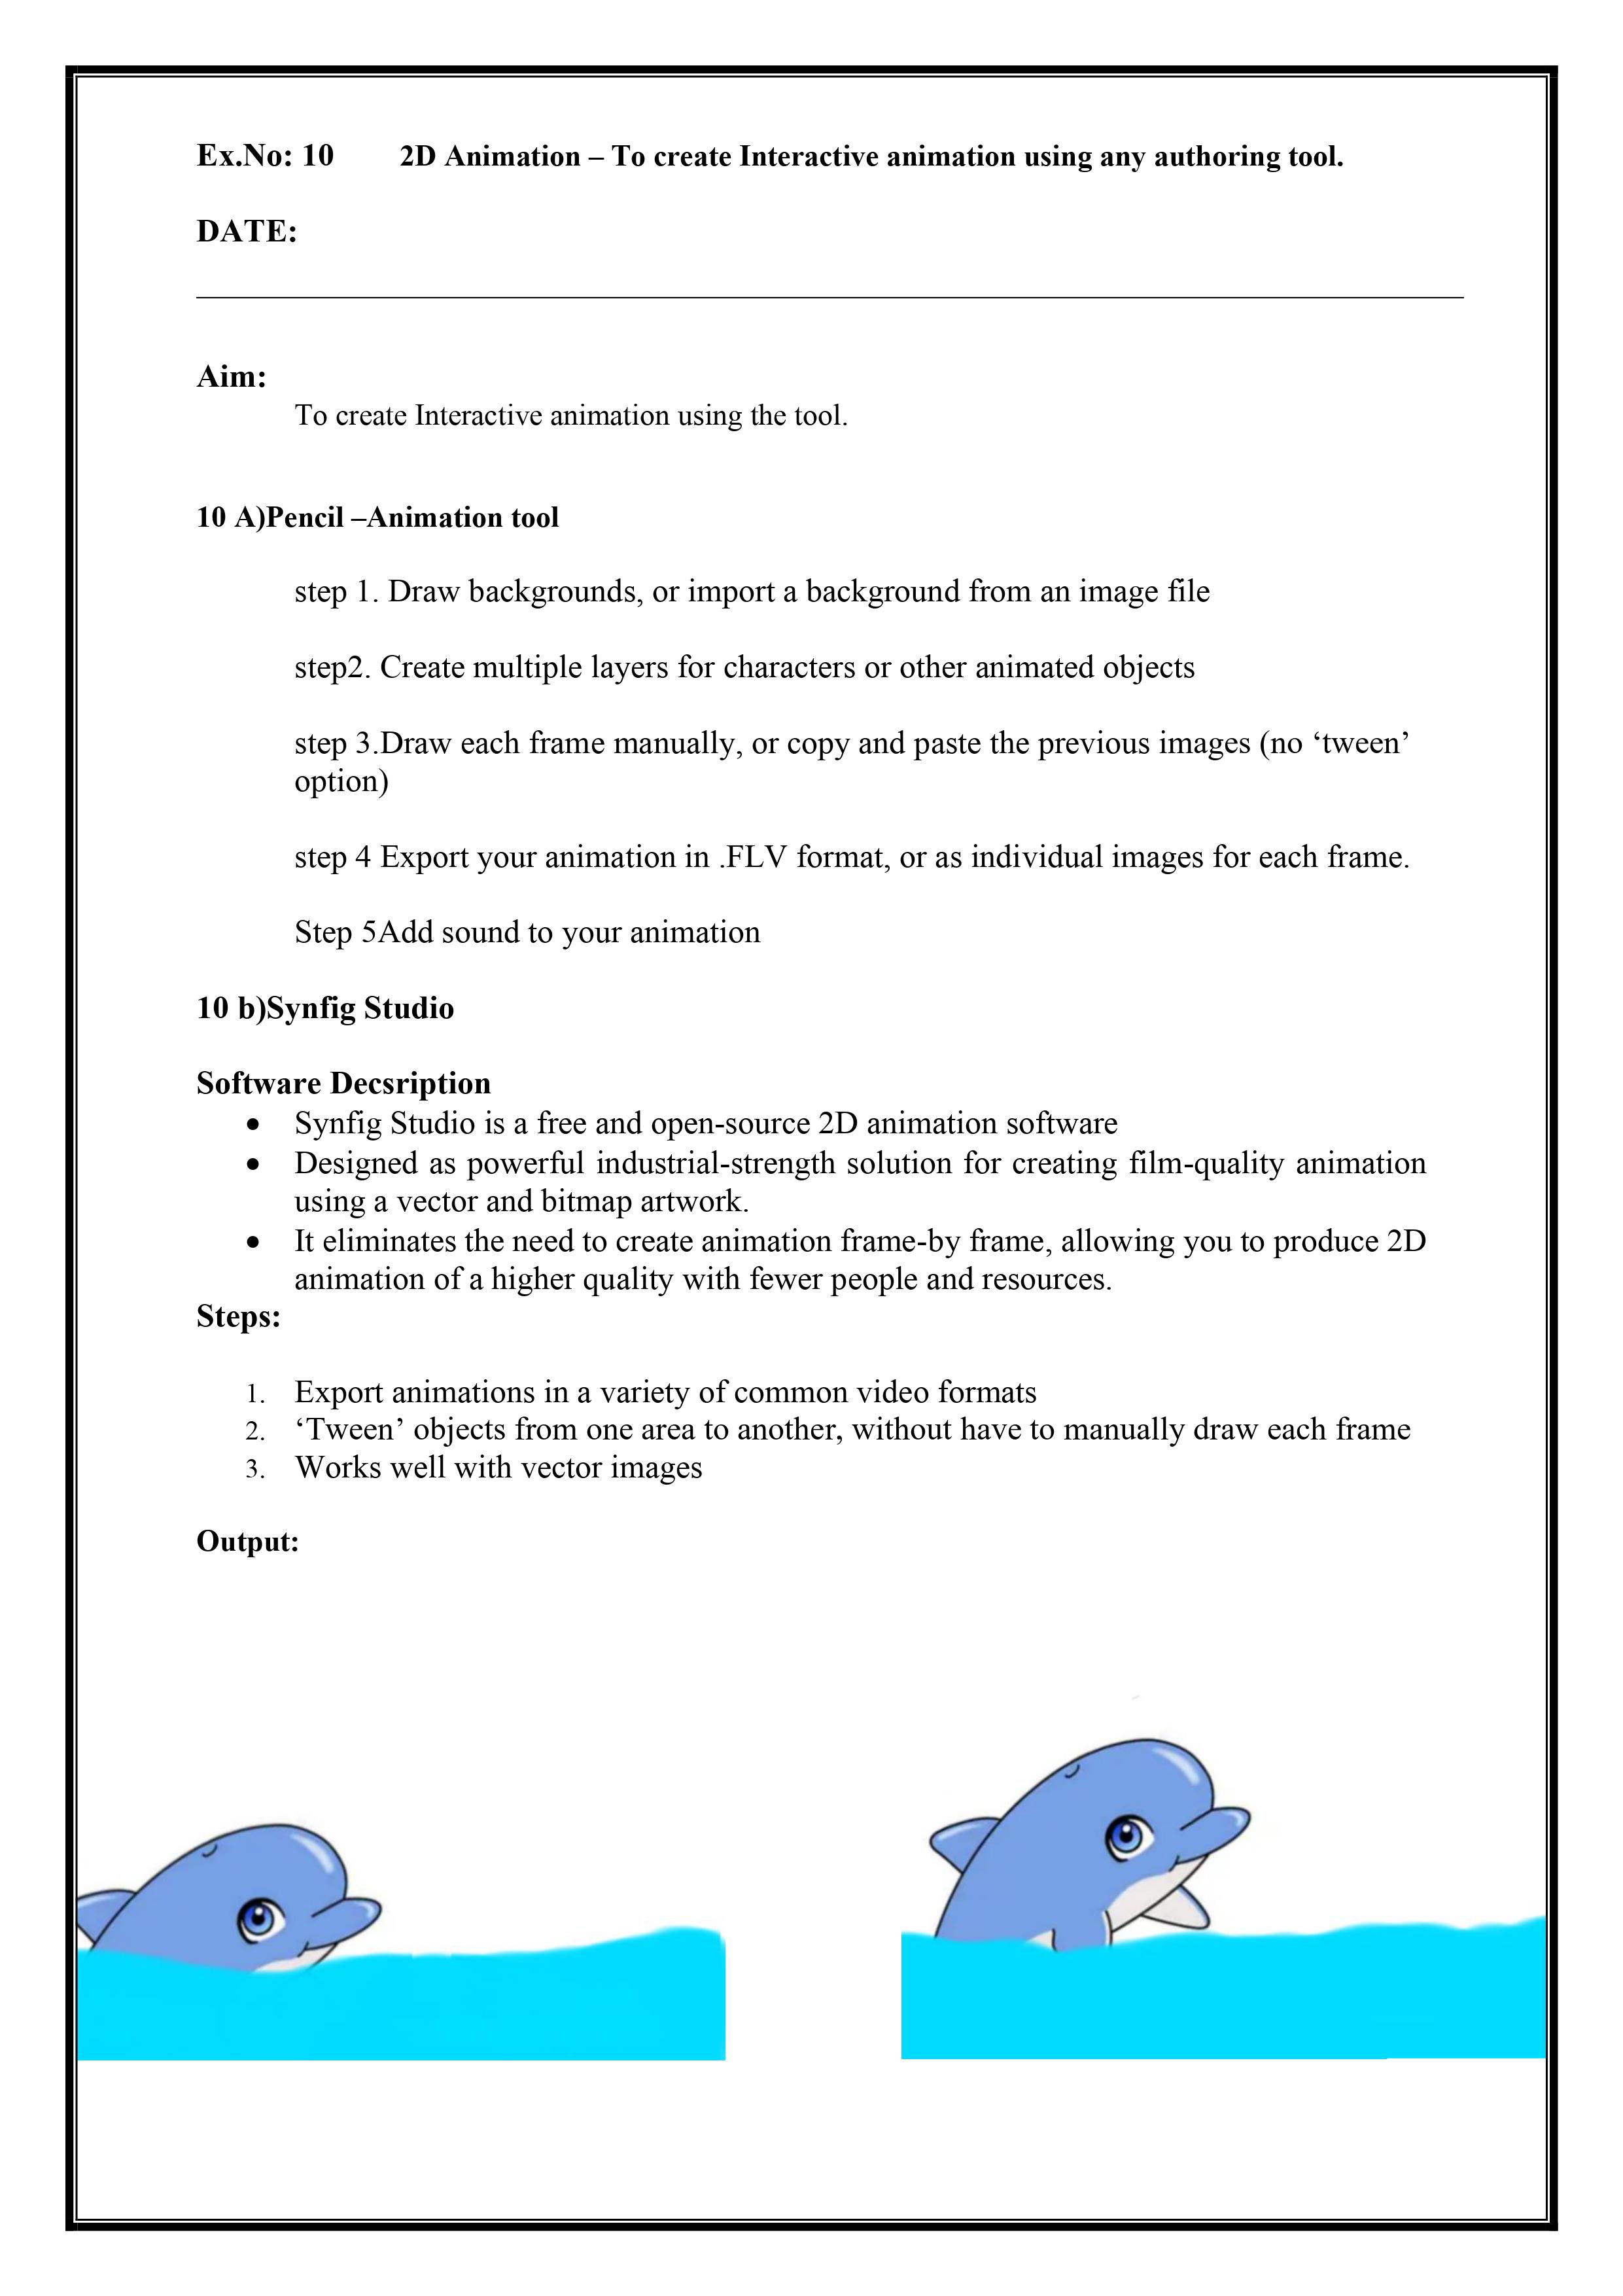 Ex.No: 10 2D Animation – To create Interactive animation using any authoring tool.
DATE:
Aim:
To create Interactive animation using the tool.
10 A)Pencil –Animation tool
step 1. Draw backgrounds, or import a background from an image file
step2. Create multiple layers for characters or other animated objects
step 3.Draw each frame manually, or copy and paste the previous images (no ‘tween’
option)
step 4 Export your animation in .FLV format, or as individual images for each frame.
Step 5Add sound to your animation
10 b)Synfig Studio
Software Decsription
• Synfig Studio is a free and open-source 2D animation software
• Designed as powerful industrial-strength solution for creating film-quality animation
using a vector and bitmap artwork.
• It eliminates the need to create animation frame-by frame, allowing you to produce 2D
animation of a higher quality with fewer people and resources.
Steps:
1. Export animations in a variety of common video formats
2. ‘Tween’ objects from one area to another, without have to manually draw each frame
3. Works well with vector images
Output: